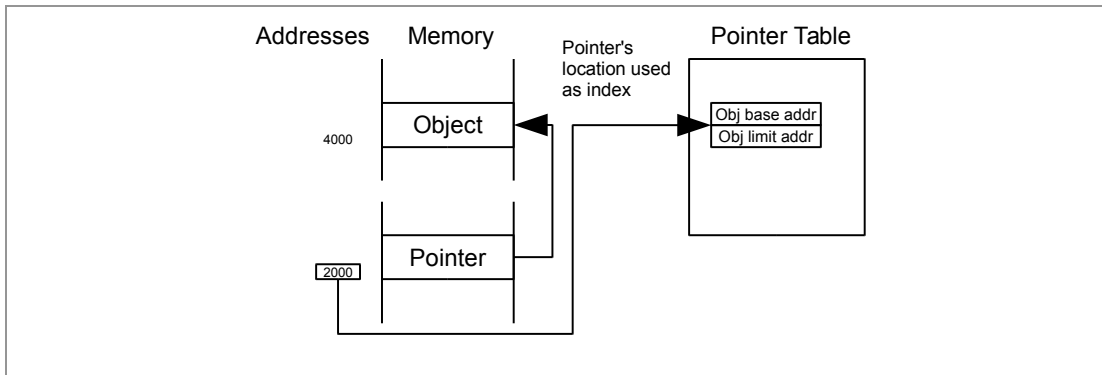 Addresses
Memory
Pointer's
location used
as index
Pointer Table
Object
4000
Obj base addr
Obj limit addr
Pointer
2000